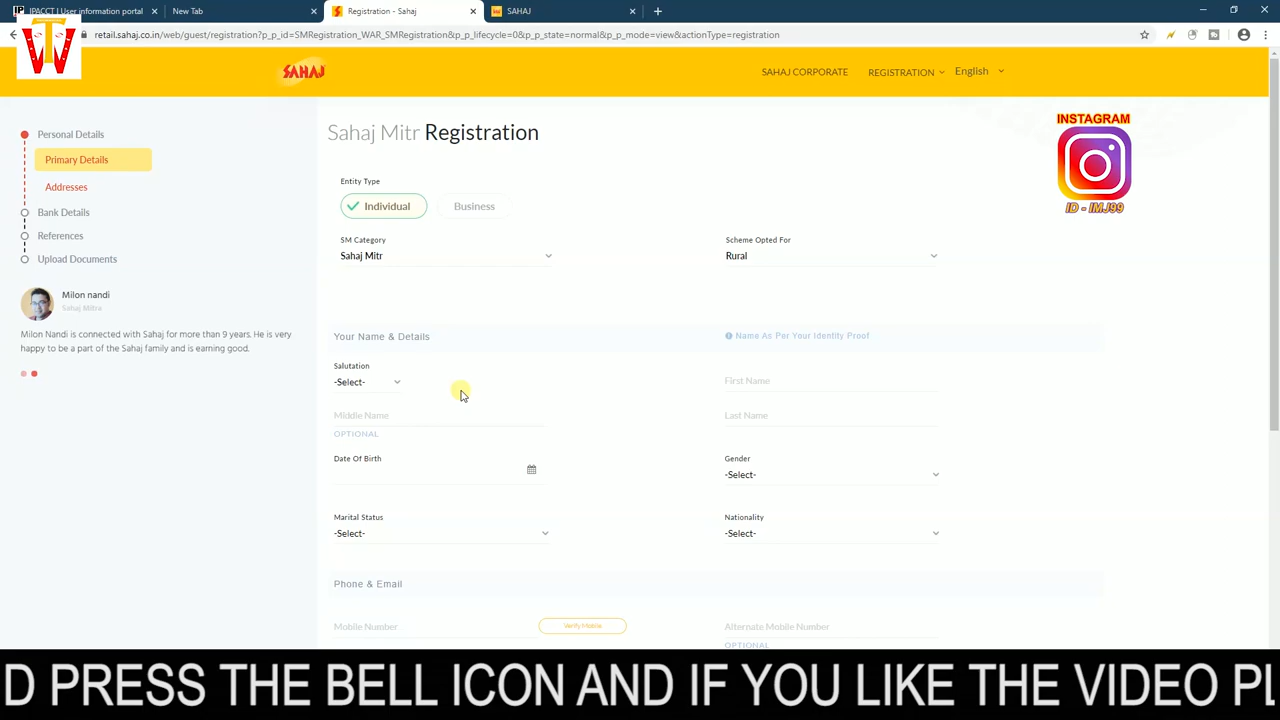 IPACCT | User information portal
New Tab
Registration - Sahaj
SAHAJ
retail.sahaj.co.in/web/guest/registration?p_p_id=SMRegistration_WAR_SMRegistration&p_p_lifecycle=0&p_p_state=normal&p_p_mode=view&actionType=registration
TW
SAHAJ
SAHAJ CORPORATE
REGISTRATION
English
Personal Details
Primary Details
Addresses
Bank Details
References
Upload Documents
Milon nandi
Sahaj Mitra
Milon Nandi is connected with Sahaj for more than 9 years. He is very
happy to be a part of the Sahaj family and is earning good.
Sahaj Mitr Registration
INSTAGRAM
ID - IMJ99
Entity Type
Individual
Business
SM Category
Scheme Opted For
Sahaj Mitr
Rural
Your Name & Details
Name As Per Your Identity Proof
Salutation
-Select-
First Name
Middle Name
Last Name
OPTIONAL
Date Of Birth
Gender
-Select-
Marital Status
Nationality
-Select-
-Select-
Phone & Email
Mobile Number
Verify Mobile
Alternate Mobile Number
OPTIONAL
D PRESS THE BELL ICON AND IF YOU LIKE THE VIDEO PL